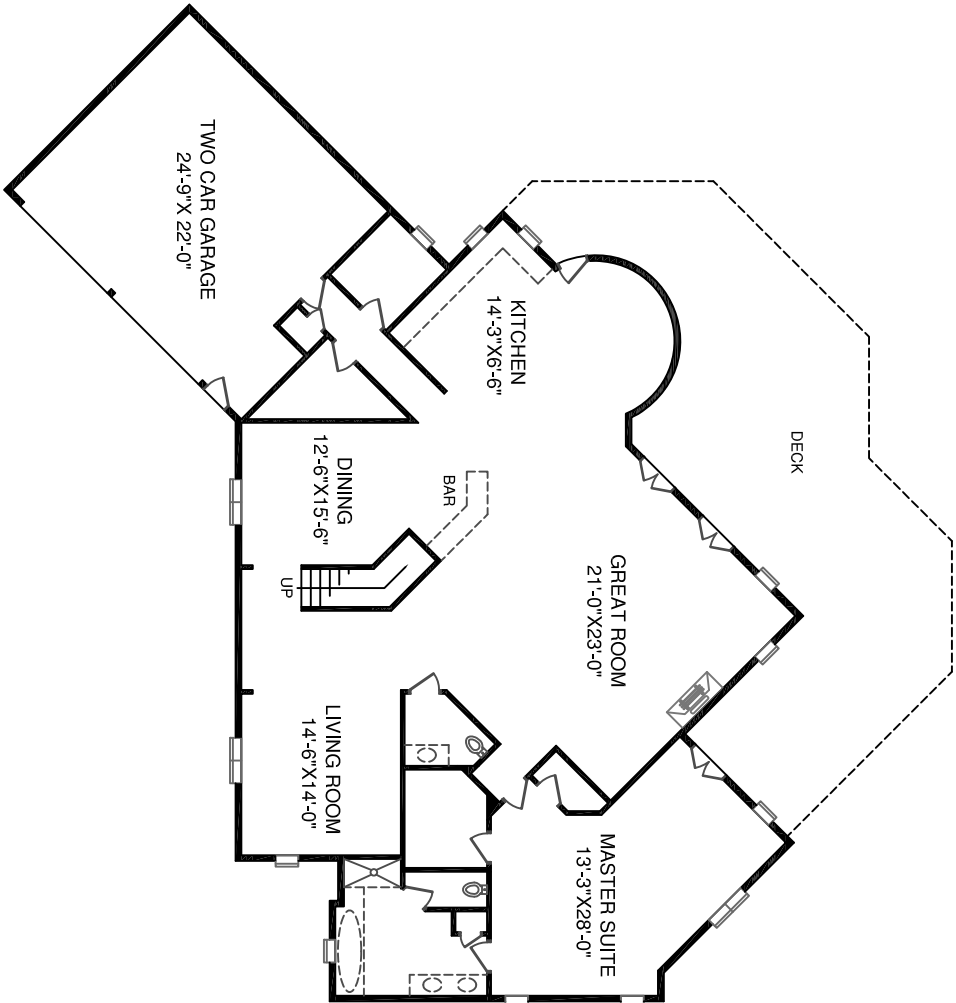 TWO CAR GARAGE
24'-9"X 22'-0"
KITCHEN
14'-3"X6'-6"
DECK
DINING
12'-6"X15'-6"
BAR
UP
GREAT ROOM
21'-0"X23'-0"
LIVING ROOM
14'-6"X14'-0"
MASTER SUITE
13'-3"X28'-0"